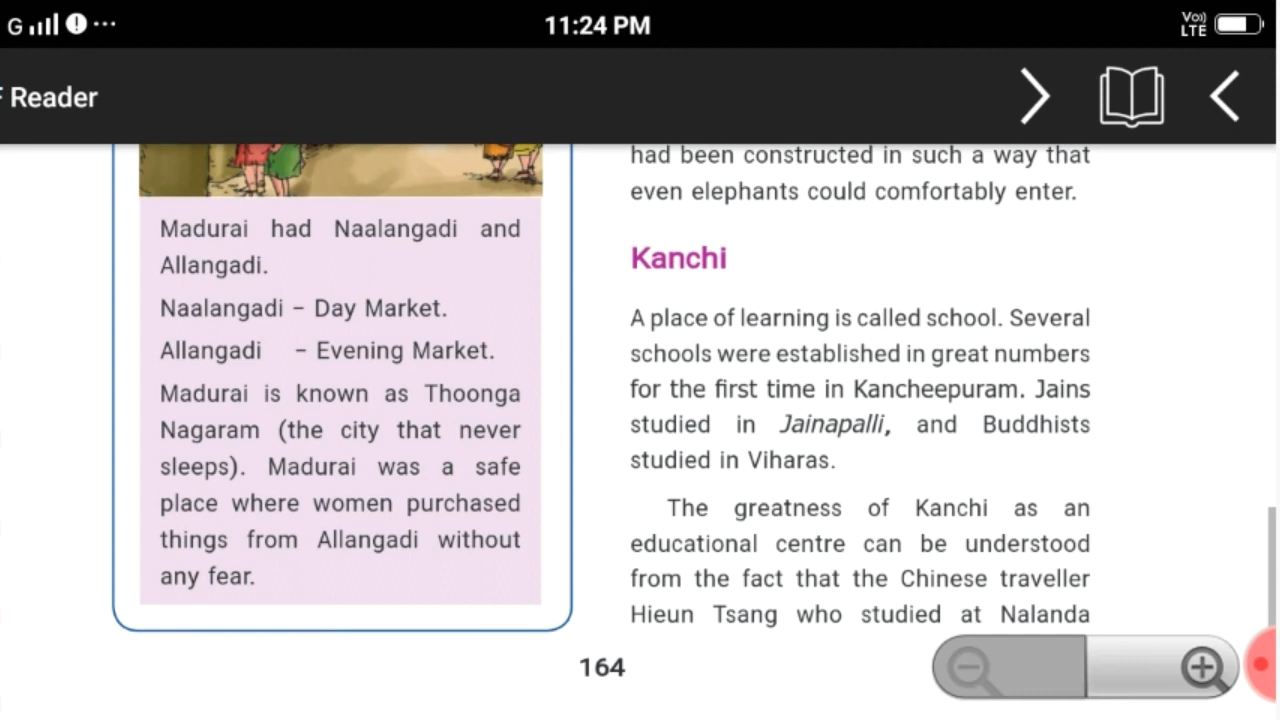 G
11:24 PM
Vo))
LTE
Reader
Madurai had Naalangadi and
Allangadi.
Naalangadi – Day Market.
Allangadi – Evening Market.
Madurai is known as Thoonga
Nagaram (the city that never
sleeps). Madurai was a safe
place where women purchased
things from Allangadi without
any fear.
had been constructed in such a way that
even elephants could comfortably enter.
Kanchi
A place of learning is called school. Several
schools were established in great numbers
for the first time in Kancheepuram. Jains
studied in Jainapalli, and Buddhists
studied in Viharas.
The greatness of Kanchi as an
educational centre can be understood
from the fact that the Chinese traveller
Hieun Tsang who studied at Nalanda
164